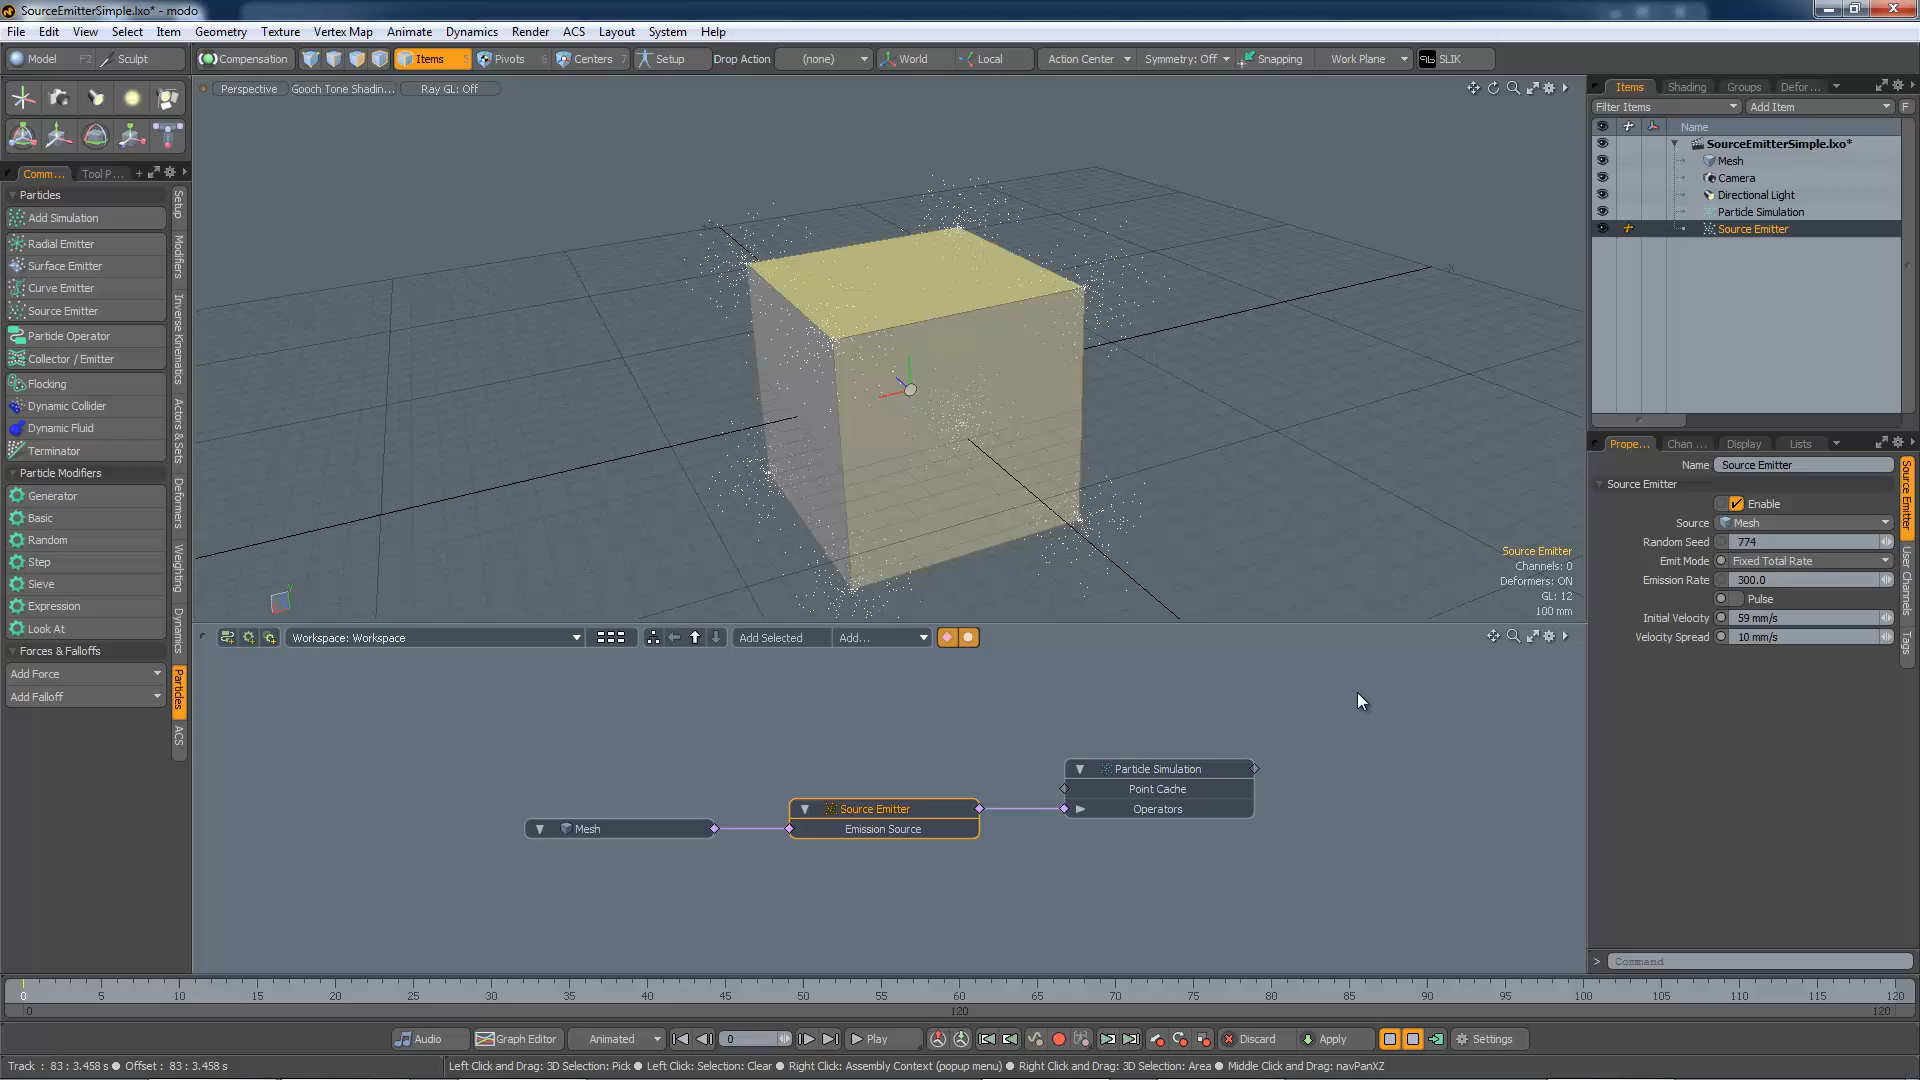 SourceEmitterSimple.lxo* - modo
File Edit View Select Item Geometry Texture Vertex Map Animate Dynamics Render ACS Layout System Help
Model F2 Sculpt Compensation Items 5 Pivots 6 Centers 7 Setup Drop Action (none) World Local Action Center Symmetry: Off Snapping Work Plane SLIK
Perspective Gooch Tone Shadin... Ray GL: Off
Items Shading Groups Defor...
Filter Items Add Item F
Name
SourceEmitterSimple.lxo*
Mesh
Camera
Directional Light
Particle Simulation
Source Emitter
Comm... Tool P... +
Particles
Add Simulation
Radial Emitter
Surface Emitter
Curve Emitter
Source Emitter
Particle Operator
Collector / Emitter
Flocking
Dynamic Collider
Dynamic Fluid
Terminator
Particle Modifiers
Generator
Basic
Random
Step
Sieve
Expression
Look At
Forces & Falloffs
Add Force
Add Falloff
Setup
Modifiers
Inverse Kinematics
Actors & Sets
Deformers
Weighting
Dynamics
Particles
ACS
Source Emitter
Channels: 0
Deformers: ON
GL: 12
100 mm
Prope... Chan ... Display Lists
Name Source Emitter
Source Emitter
Enable
Source Mesh
Random Seed 774
Emit Mode Fixed Total Rate
Emission Rate 300.0
Pulse
Initial Velocity 59 mm/s
Velocity Spread 10 mm/s
Source Emitter
User Channels
Tags
Workspace: Workspace Add Selected Add...
Particle Simulation
Point Cache
Operators
Source Emitter
Emission Source
Mesh
> Command
0 5 10 15 20 25 30 35 40 45 50 55 60 65 70 75 80 85 90 95 100 105 110 115 120
0 120 120
Audio Graph Editor Animated 0 Play Discard Apply Settings
Track : 83 : 3.458 s ● Offset : 83 : 3.458 s
Left Click and Drag: 3D Selection: Pick ● Left Click: Selection: Clear ● Right Click: Assembly Context (popup menu) ● Right Click and Drag: 3D Selection: Area ● Middle Click and Drag: navPanXZ